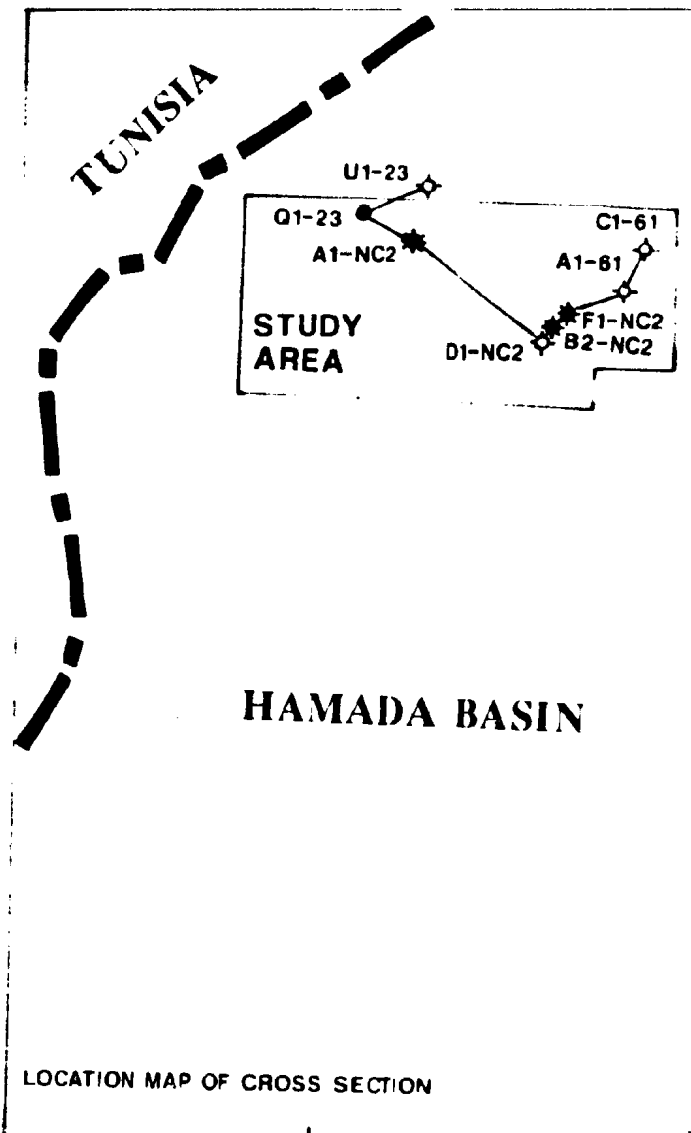 TUNISIA
U1-23
Q1-23
C1-61
A1-NC2
A1-61
STUDY
AREA
F1-NC2
B2-NC2
D1-NC2
HAMADA BASIN
LOCATION MAP OF CROSS SECTION